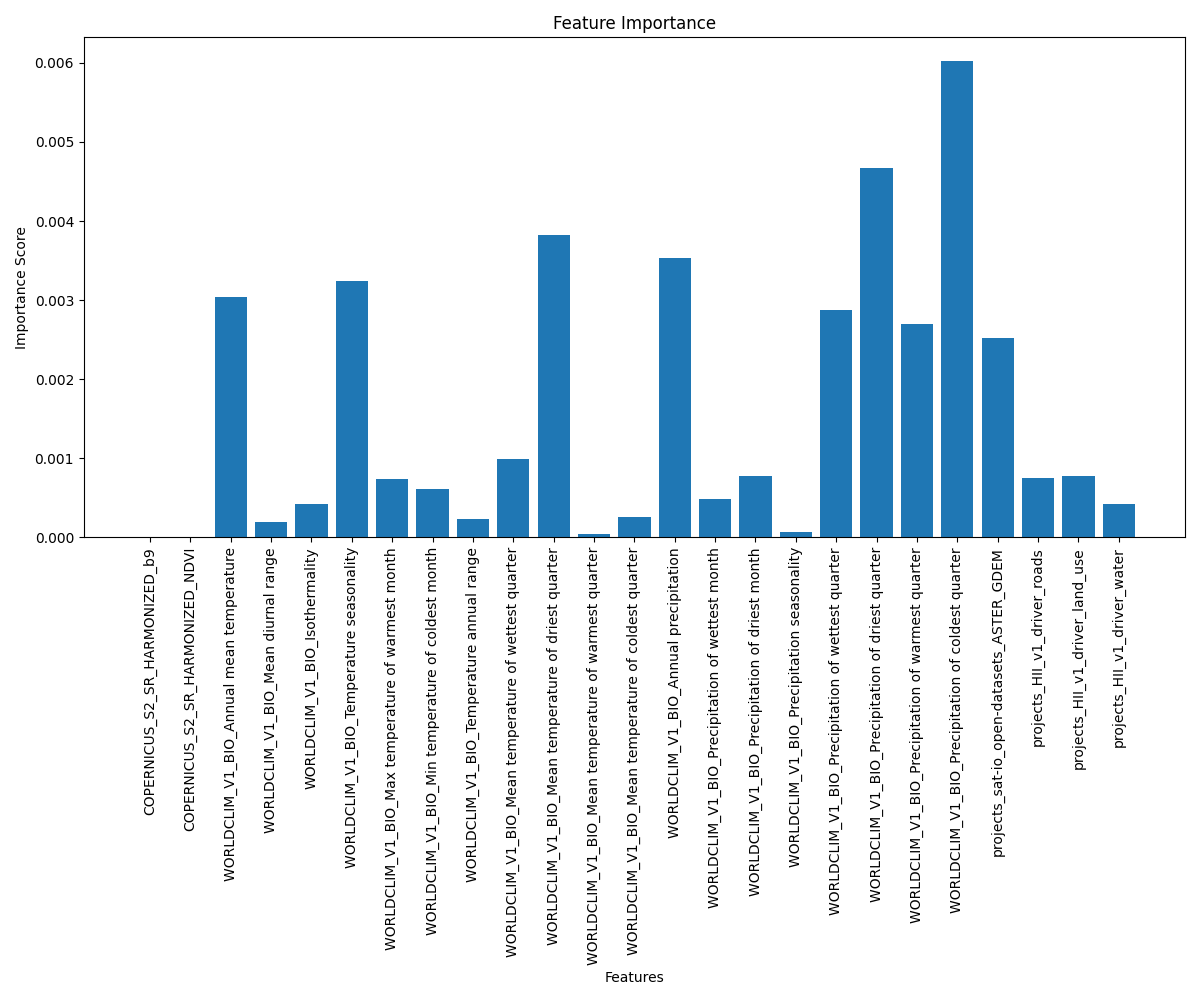 Feature Importance
Importance Score
0.006
0.005
0.004
0.003
0.002
0.001
0.000
COPERNICUS_S2_SR_HARMONIZED_b9
COPERNICUS_S2_SR_HARMONIZED_NDVI
WORLDCLIM_V1_BIO_Annual mean temperature
WORLDCLIM_V1_BIO_Mean diurnal range
WORLDCLIM_V1_BIO_Isothermality
WORLDCLIM_V1_BIO_Temperature seasonality
WORLDCLIM_V1_BIO_Max temperature of warmest month
WORLDCLIM_V1_BIO_Min temperature of coldest month
WORLDCLIM_V1_BIO_Temperature annual range
WORLDCLIM_V1_BIO_Mean temperature of wettest quarter
WORLDCLIM_V1_BIO_Mean temperature of driest quarter
WORLDCLIM_V1_BIO_Mean temperature of warmest quarter
WORLDCLIM_V1_BIO_Mean temperature of coldest quarter
WORLDCLIM_V1_BIO_Annual precipitation
WORLDCLIM_V1_BIO_Precipitation of wettest month
WORLDCLIM_V1_BIO_Precipitation of driest month
WORLDCLIM_V1_BIO_Precipitation seasonality
WORLDCLIM_V1_BIO_Precipitation of wettest quarter
WORLDCLIM_V1_BIO_Precipitation of driest quarter
WORLDCLIM_V1_BIO_Precipitation of warmest quarter
WORLDCLIM_V1_BIO_Precipitation of coldest quarter
projects_sat-io_open-datasets_ASTER_GDEM
projects_HII_v1_driver_roads
projects_HII_v1_driver_land_use
projects_HII_v1_driver_water
Features